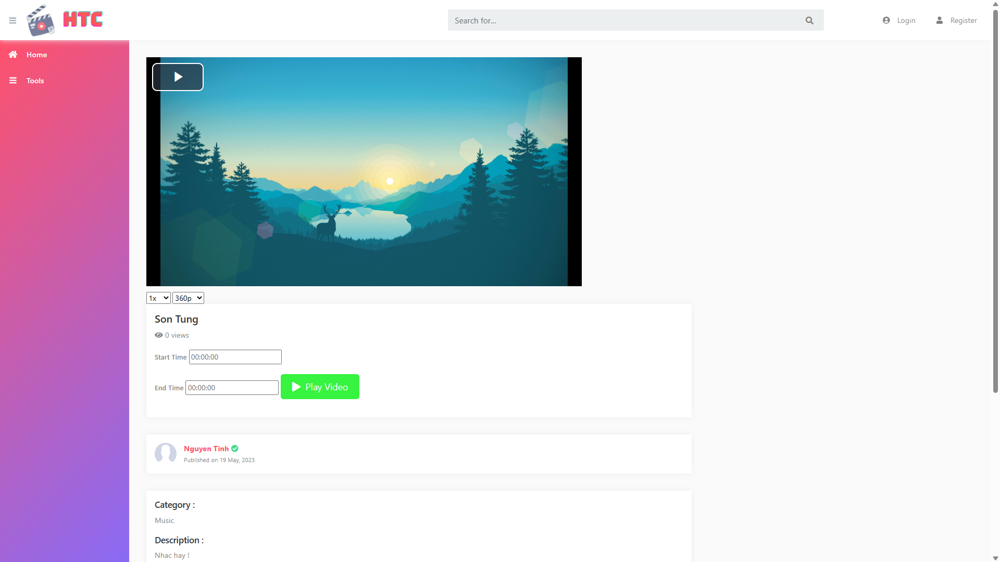 HTC
Search for...
Login
Register
Home
Tools
1x
360p
Son Tung
0 views
Start Time 00:00:00
End Time 00:00:00
Play Video
Nguyen Tinh
Published on 19 May, 2023
Category :
Music
Description :
Nhac hay !